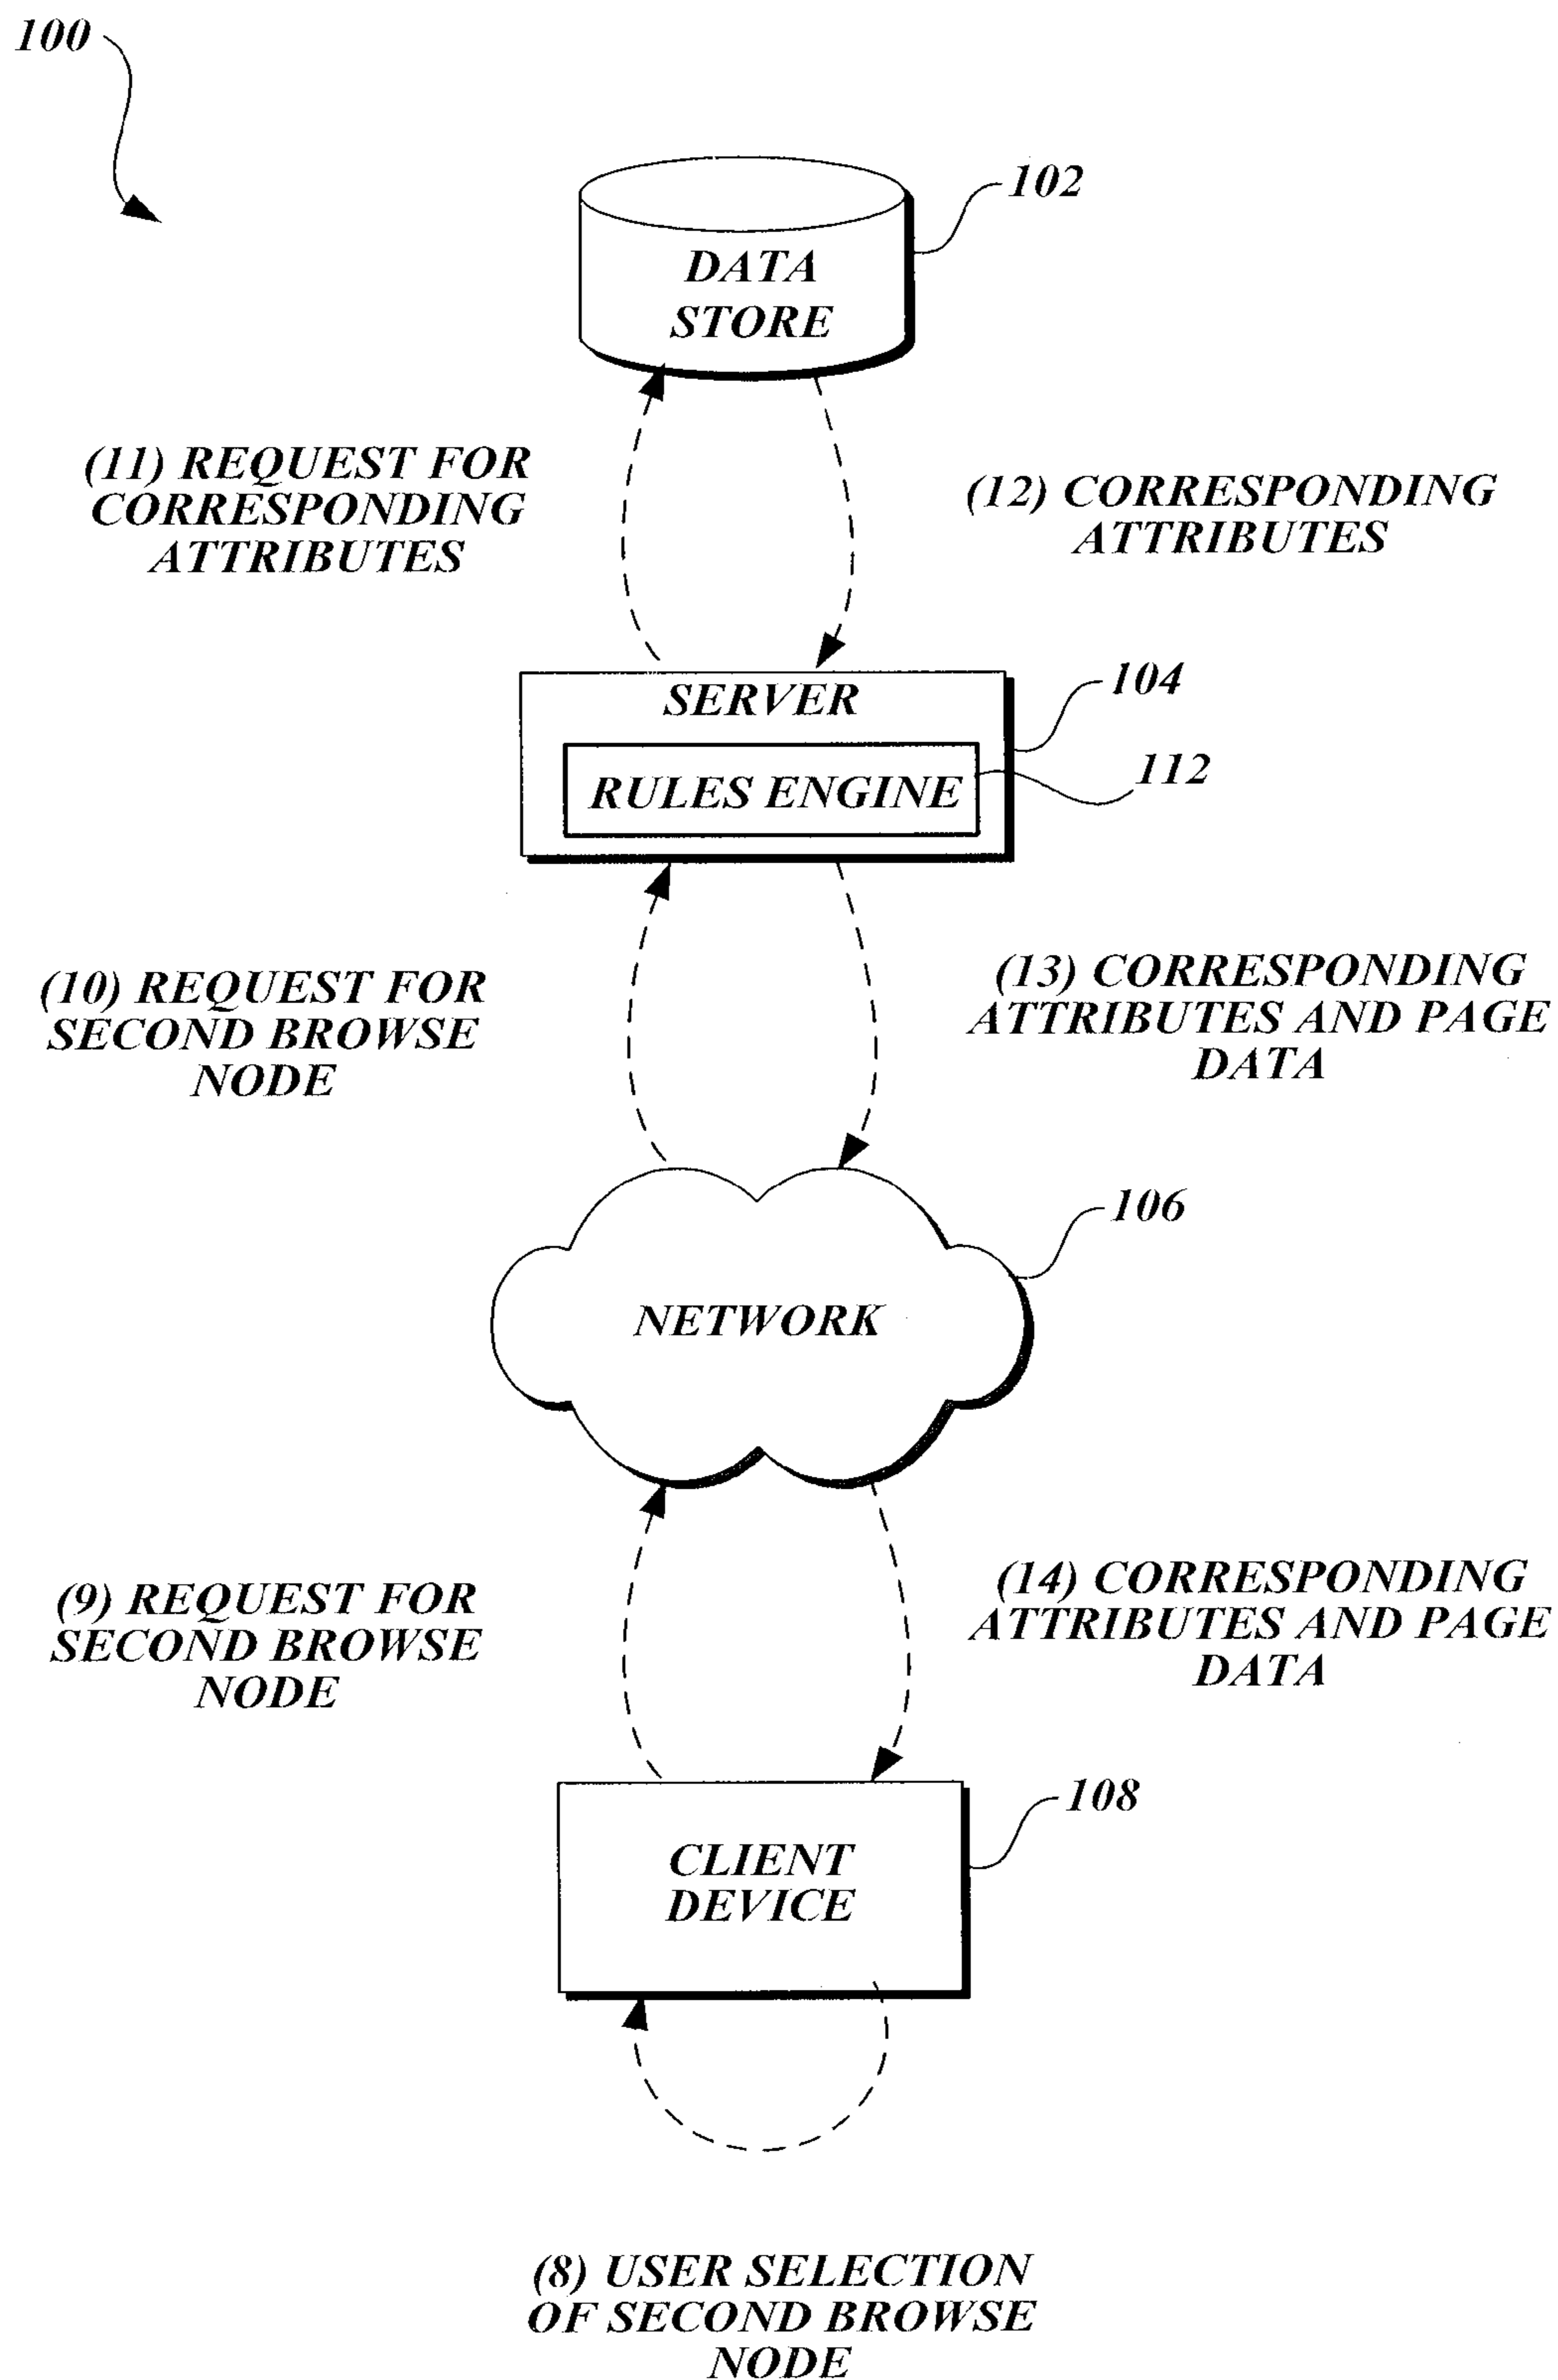 100
102
DATA
STORE
(11) REQUEST FOR
CORRESPONDING
ATTRIBUTES
(12) CORRESPONDING
ATTRIBUTES
104
SERVER
112
RULES ENGINE
(10) REQUEST FOR
SECOND BROWSE
NODE
(13) CORRESPONDING
ATTRIBUTES AND PAGE
DATA
106
NETWORK
(9) REQUEST FOR
SECOND BROWSE
NODE
(14) CORRESPONDING
ATTRIBUTES AND PAGE
DATA
108
CLIENT
DEVICE
(8) USER SELECTION
OF SECOND BROWSE
NODE